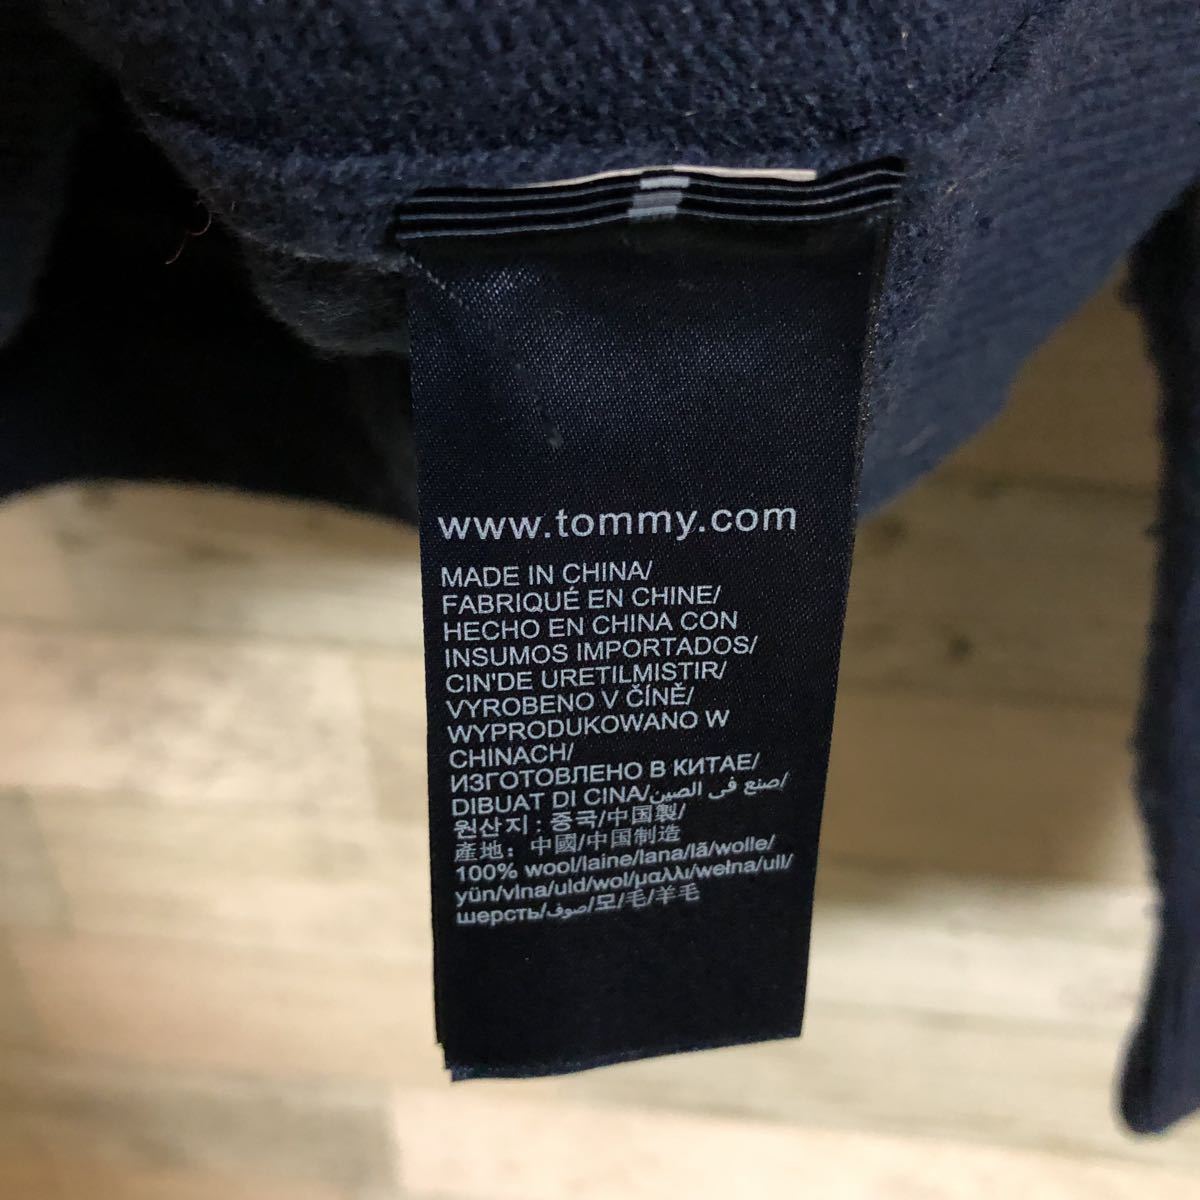 www.tommy.com
MADE IN CHINA/
FABRIQUÉ EN CHINE/
HECHO EN CHINA CON
INSUMOS IMPORTADOS/
CIN'DE URETILMISTIR/
VYROBENO V ČÍNĚ/
WYPRODUKOWANO W
CHINACH/
ИЗГОТОВЛЕНО В КИТАЕ/
DIBUAT DI CINA/صنع في الصين/
원산지 : 중국/中国製/
產地：中國/中国制造
100% wool/laine/lana/lã/wolle/
yün/vlna/uld/wol/μαλλι/wełna/ull/
шерсть/صوف/모/毛/羊毛